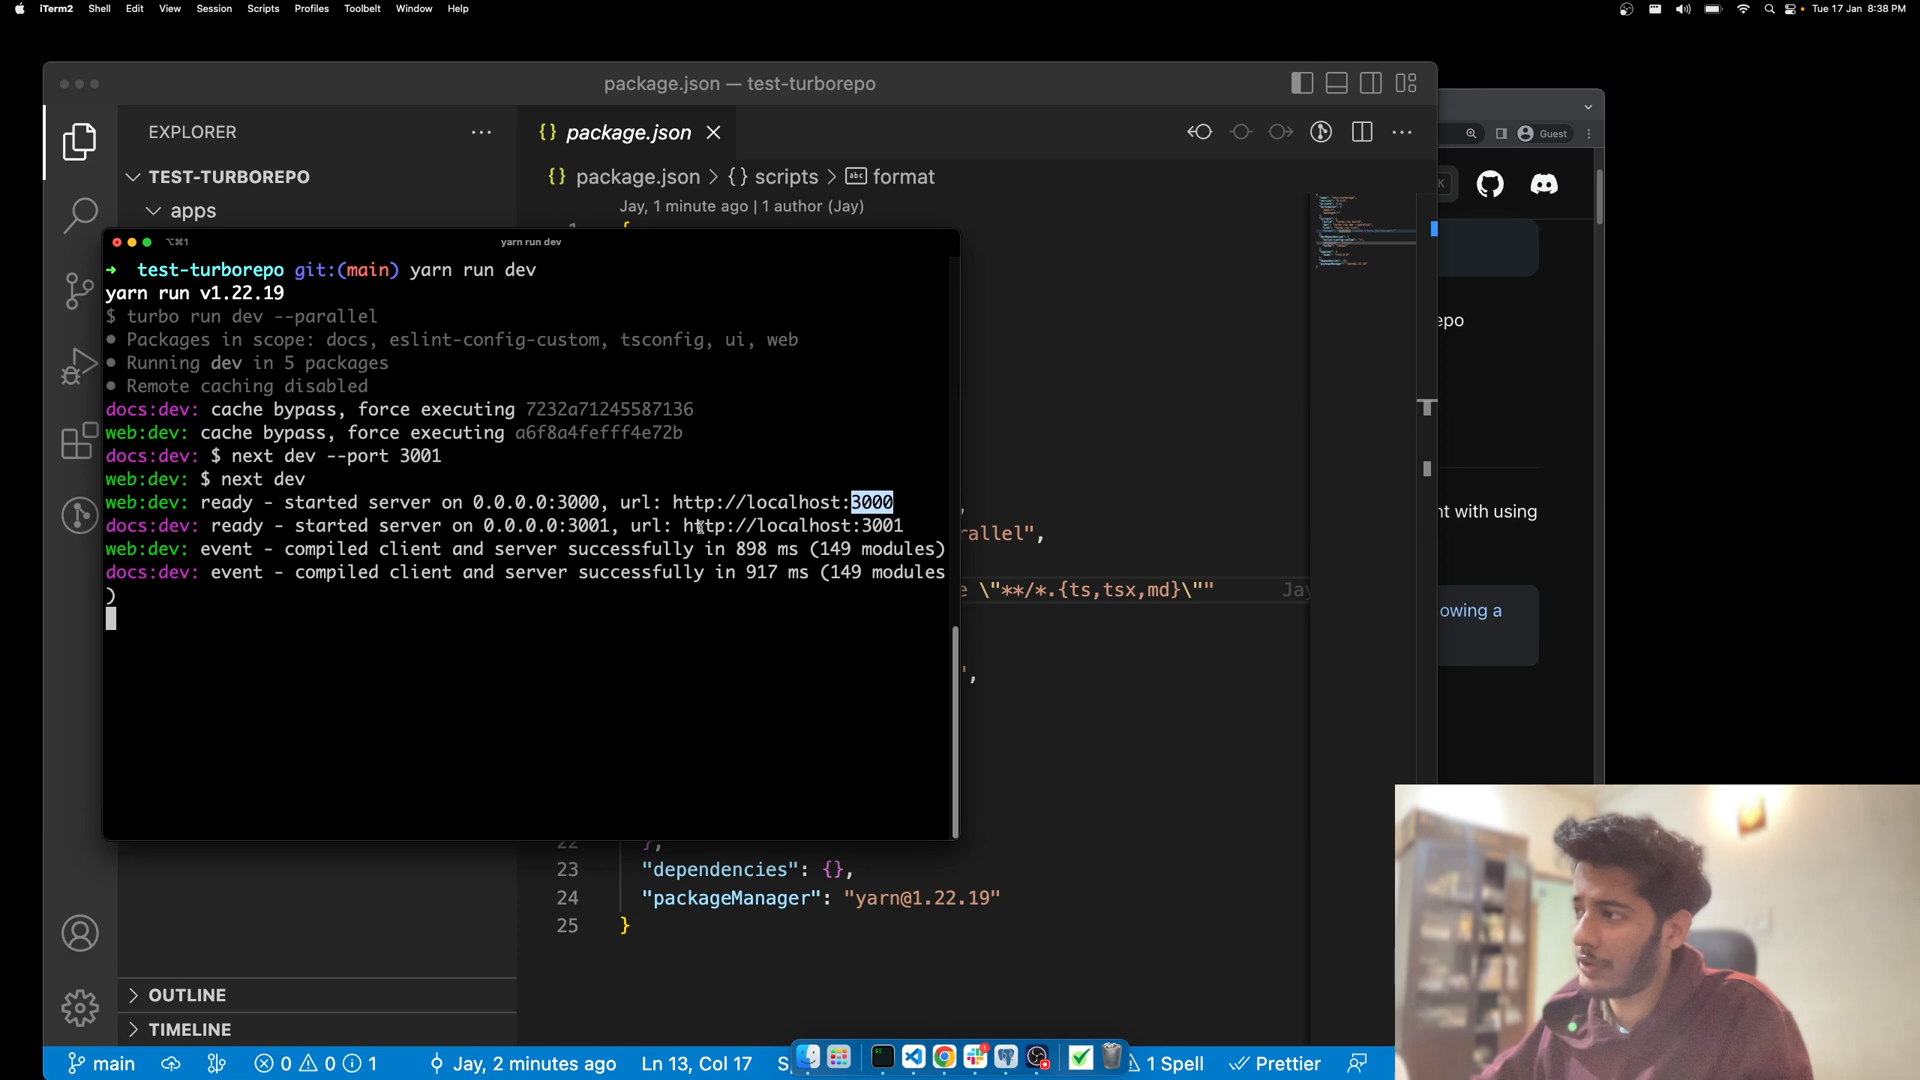 iTerm2 Shell Edit View Session Scripts Profiles Toolbelt Window Help
Tue 17 Jan 8:38 PM
package.json — test-turborepo
EXPLORER
package.json
Guest
TEST-TURBOREPO
package.json > {} scripts > abc format
apps
Jay, 1 minute ago | 1 author (Jay)
⌥⌘1
yarn run dev
{
→ test-turborepo git:(main) yarn run dev
yarn run v1.22.19
$ turbo run dev --parallel
• Packages in scope: docs, eslint-config-custom, tsconfig, ui, web
• Running dev in 5 packages
• Remote caching disabled
docs:dev: cache bypass, force executing 7232a71245587136
web:dev: cache bypass, force executing a6f8a4fefff4e72b
docs:dev: $ next dev --port 3001
web:dev: $ next dev
web:dev: ready - started server on 0.0.0.0:3000, url: http://localhost:3000
docs:dev: ready - started server on 0.0.0.0:3001, url: http://localhost:3001
web:dev: event - compiled client and server successfully in 898 ms (149 modules)
docs:dev: event - compiled client and server successfully in 917 ms (149 modules
)
epo
nt with using
rallel",
e \"**/*.{ts,tsx,md}\""
Jay
owing a
',
22 },
23 "dependencies": {},
24 "packageManager": "yarn@1.22.19"
25 }
OUTLINE
TIMELINE
main
0 0 1
Jay, 2 minutes ago
Ln 13, Col 17
1 Spell
Prettier